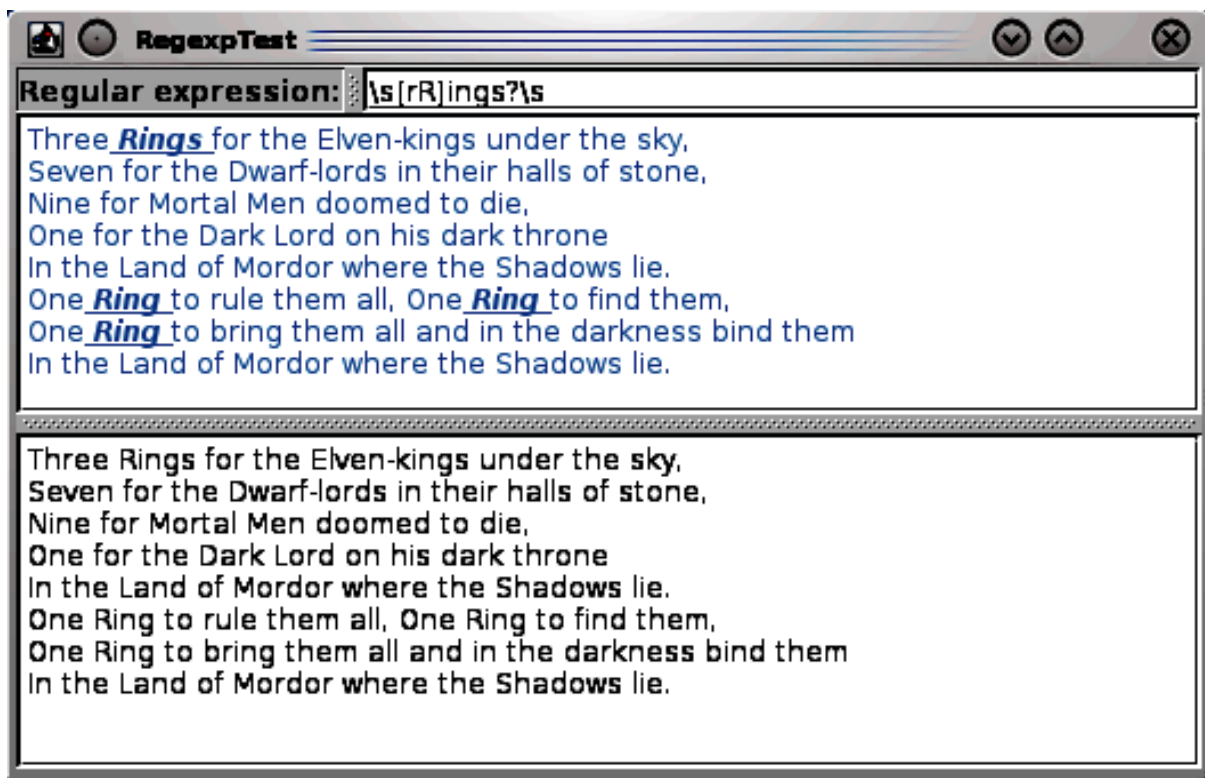 RegexpTest
Regular expression: \s[rR]ings?\s
Three Rings for the Elven-kings under the sky,
Seven for the Dwarf-lords in their halls of stone,
Nine for Mortal Men doomed to die,
One for the Dark Lord on his dark throne
In the Land of Mordor where the Shadows lie.
One Ring to rule them all, One Ring to find them,
One Ring to bring them all and in the darkness bind them
In the Land of Mordor where the Shadows lie.
Three Rings for the Elven-kings under the sky,
Seven for the Dwarf-lords in their halls of stone,
Nine for Mortal Men doomed to die,
One for the Dark Lord on his dark throne
In the Land of Mordor where the Shadows lie.
One Ring to rule them all, One Ring to find them,
One Ring to bring them all and in the darkness bind them
In the Land of Mordor where the Shadows lie.